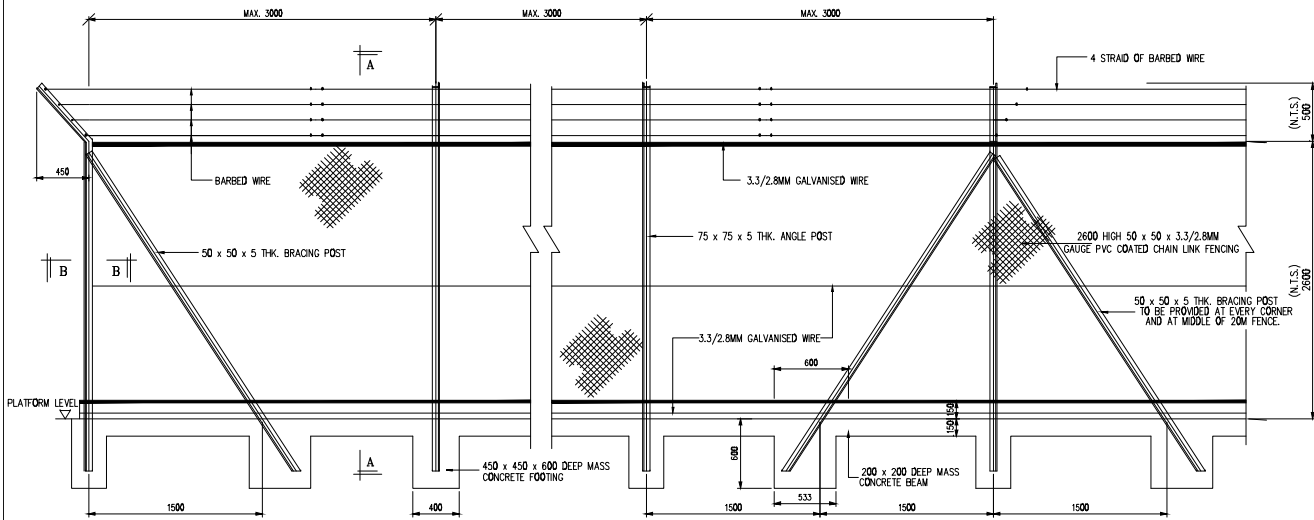 MAX. 3000
MAX. 3000
MAX. 3000
A
4 STRAID OF BARBED WIRE
(N.T.S.)
500
450
BARBED WIRE
3.3/2.8MM GALVANISED WIRE
50 x 50 x 5 THK. BRACING POST
75 x 75 x 5 THK. ANGLE POST
2600 HIGH 50 x 50 x 3.3/2.8MM
GAUGE PVC COATED CHAIN LINK FENCING
B
B
(N.T.S.)
2600
50 x 50 x 5 THK. BRACING POST
TO BE PROVIDED AT EVERY CORNER
AND AT MIDDLE OF 20M FENCE.
3.3/2.8MM GALVANISED WIRE
600
PLATFORM LEVEL
150
150
600
A
450 x 450 x 600 DEEP MASS
CONCRETE FOOTING
200 x 200 DEEP MASS
CONCRETE BEAM
533
1500
400
1500
1500
1500